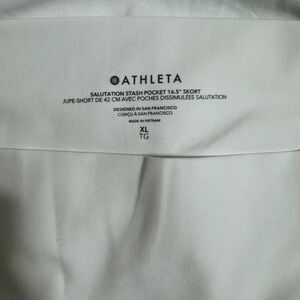 ATHLETA
SALUTATION STASH POCKET 16.5" SKORT
JUPE-SHORT DE 42 CM AVEC POCHES DISSIMULÉES SALUTATION
DESIGNED IN SAN FRANCISCO
CONÇU À SAN FRANCISCO
MADE IN VIETNAM
XL
TG